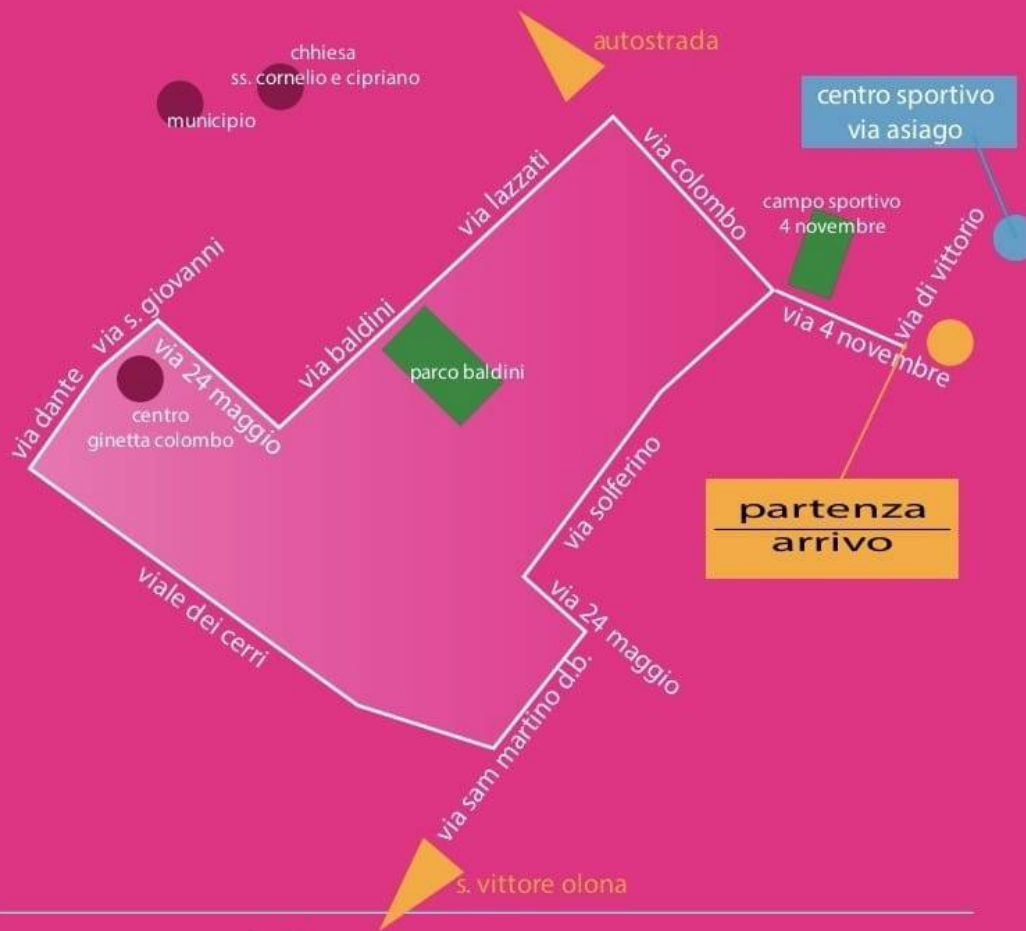 autostrada
chhiesa
ss. cornelio e cipriano
municipio
centro sportivo
via asiago
via lazzati
via colombo
campo sportivo
4 novembre
via di vittorio
via s. giovanni
via 24 maggio
via baldini
parco baldini
via 4 novembre
via dante
centro
ginetta colombo
via solferino
partenza
arrivo
viale dei cerri
via 24 maggio
via sam martino d.b.
s. vittore olona